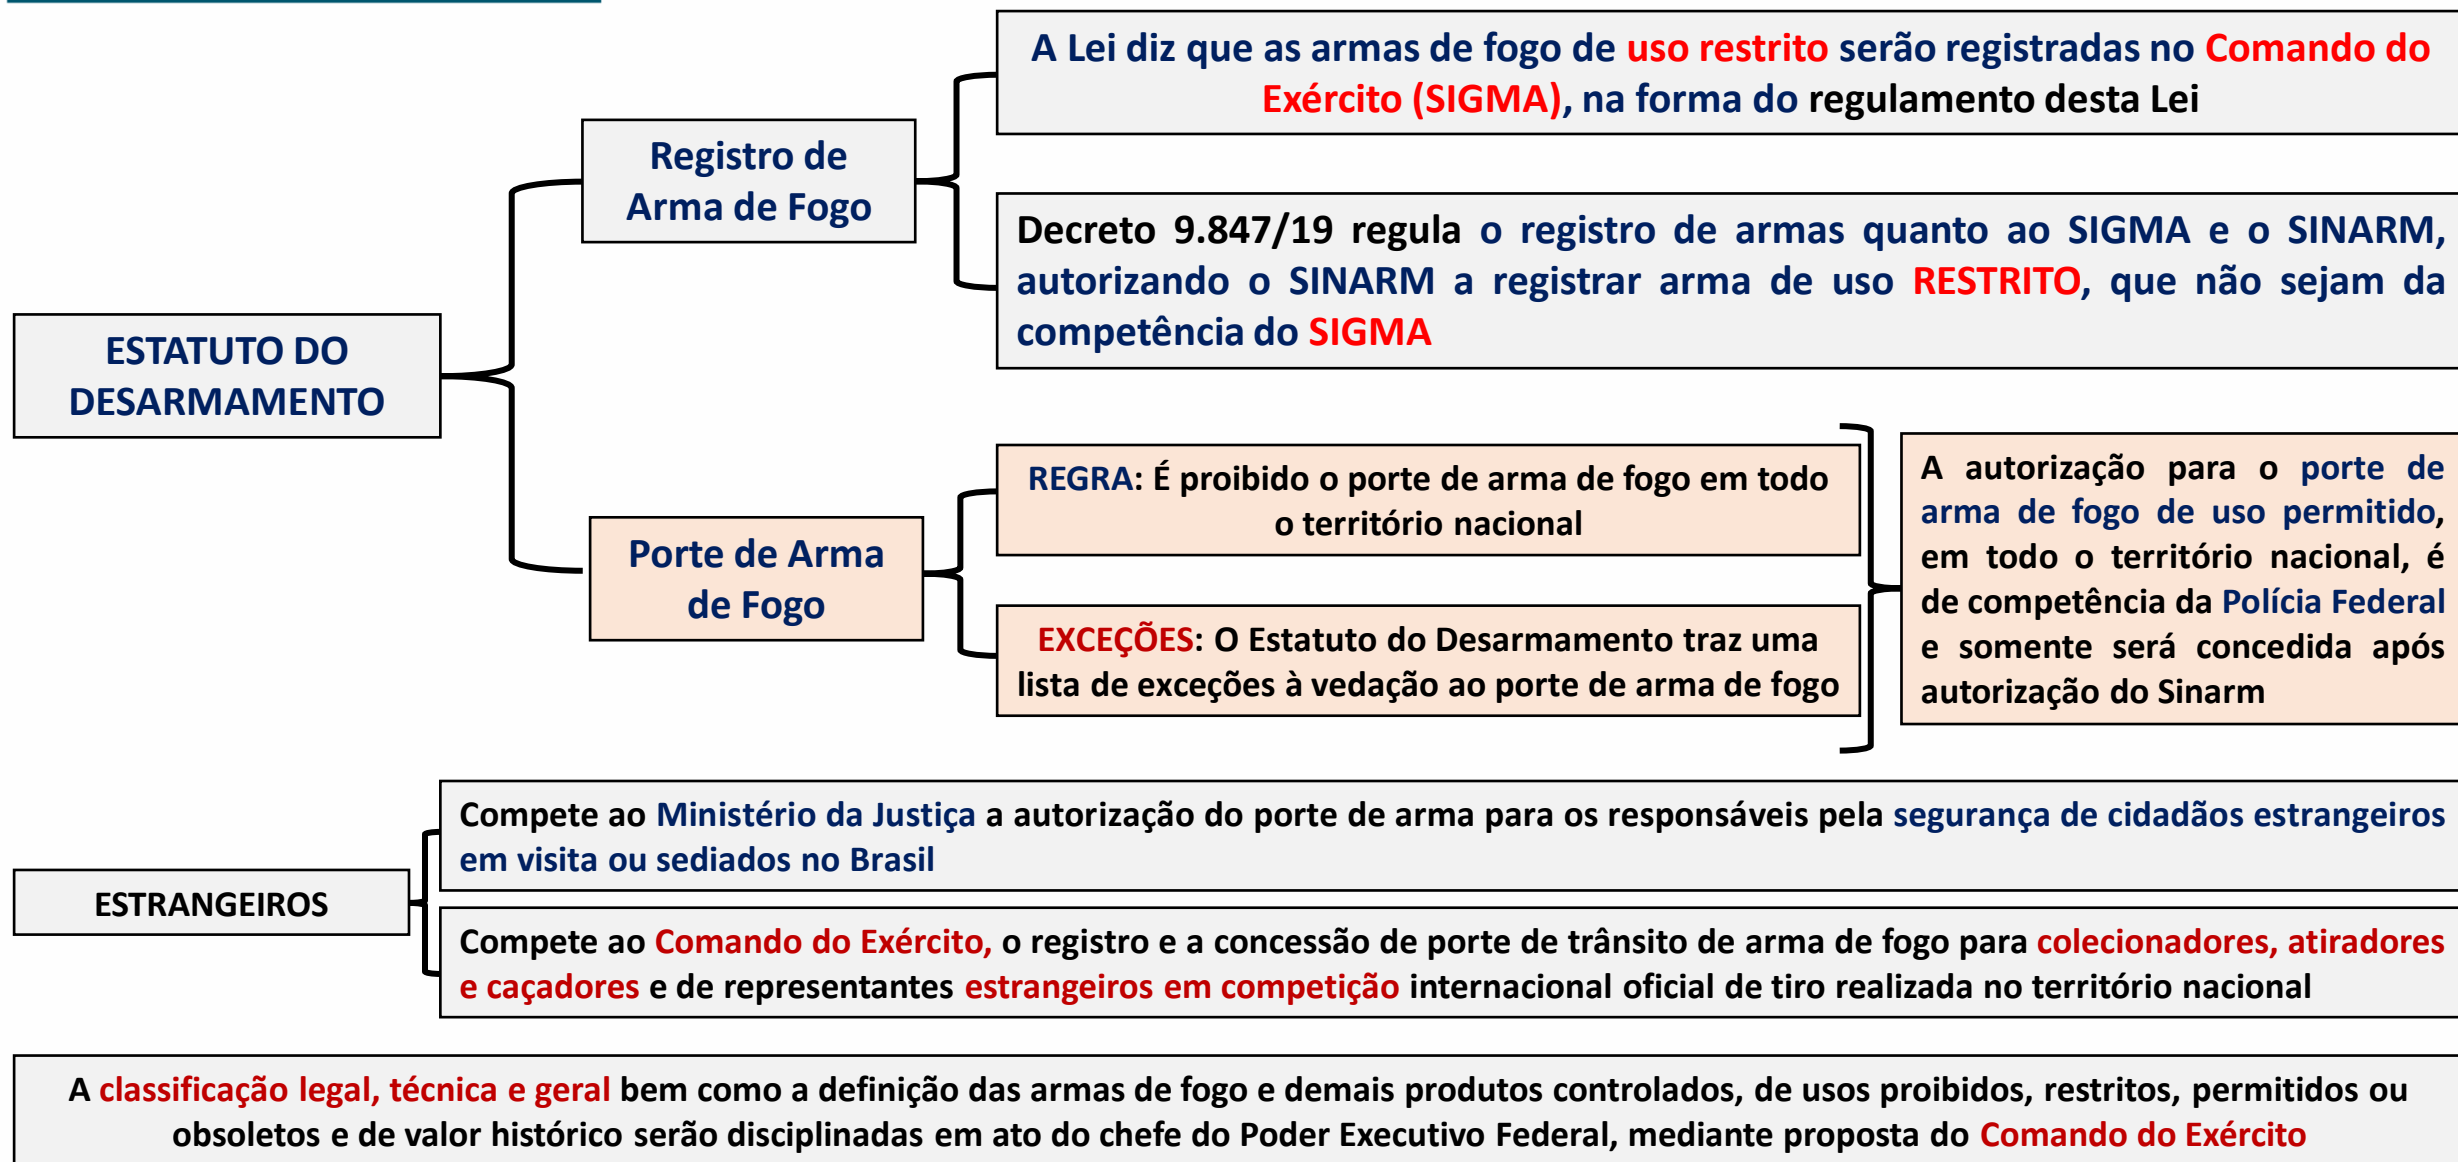 A Lei diz que as armas de fogo de uso restrito serão registradas no Comando do
Exército (SIGMA), na forma do regulamento desta Lei
Registro de
Arma de Fogo
Decreto 9.847/19 regula o registro de armas quanto ao SIGMA e o SINARM,
autorizando o SINARM a registrar arma de uso RESTRITO, que não sejam da
competência do SIGMA
ESTATUTO DO
DESARMAMENTO
REGRA: É proibido o porte de arma de fogo em todo
o território nacional
Porte de Arma
de Fogo
EXCEÇÕES: O Estatuto do Desarmamento traz uma
lista de exceções à vedação ao porte de arma de fogo
A autorização para o porte de
arma de fogo de uso permitido,
em todo o território nacional, é
de competência da Polícia Federal
e somente será concedida após
autorização do Sinarm
Compete ao Ministério da Justiça a autorização do porte de arma para os responsáveis pela segurança de cidadãos estrangeiros
em visita ou sediados no Brasil
ESTRANGEIROS
Compete ao Comando do Exército, o registro e a concessão de porte de trânsito de arma de fogo para colecionadores, atiradores
e caçadores e de representantes estrangeiros em competição internacional oficial de tiro realizada no território nacional
A classificação legal, técnica e geral bem como a definição das armas de fogo e demais produtos controlados, de usos proibidos, restritos, permitidos ou
obsoletos e de valor histórico serão disciplinadas em ato do chefe do Poder Executivo Federal, mediante proposta do Comando do Exército